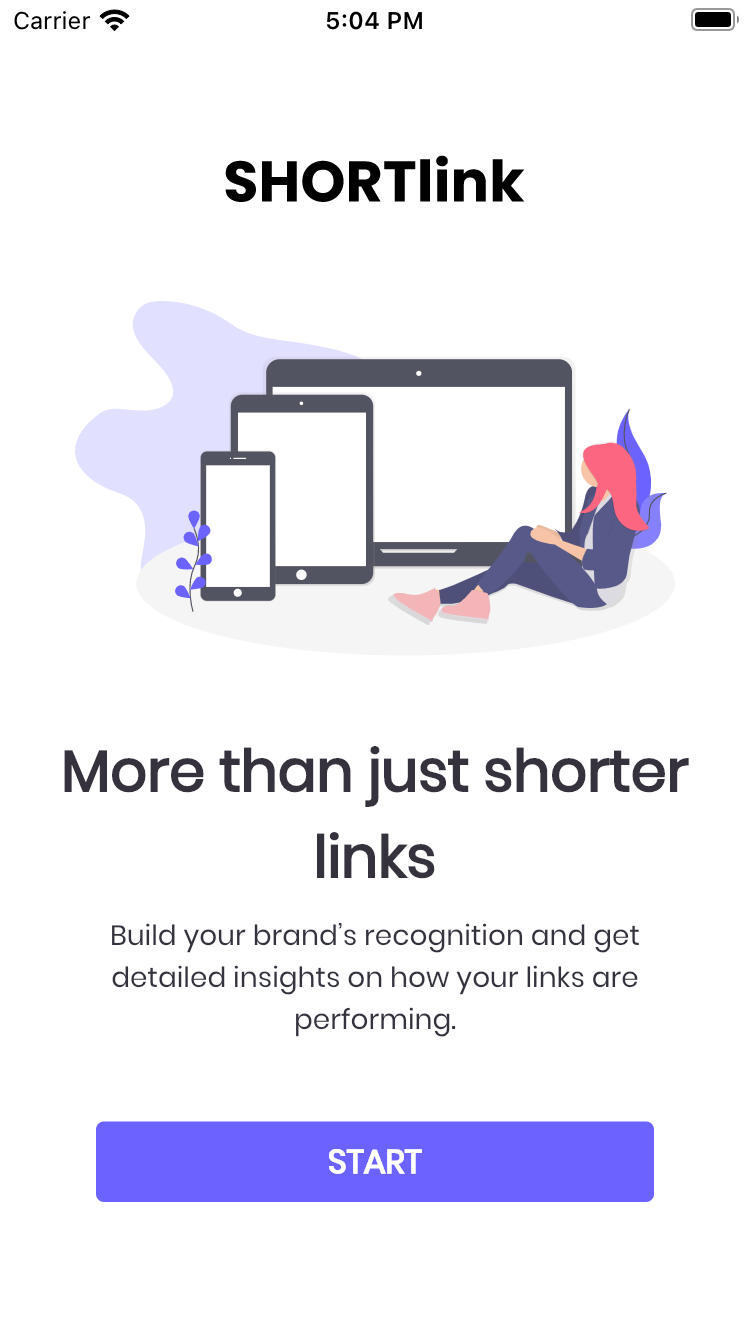 Carrier 5:04 PM
SHORTlink
More than just shorter
links
Build your brand’s recognition and get
detailed insights on how your links are
performing.
START